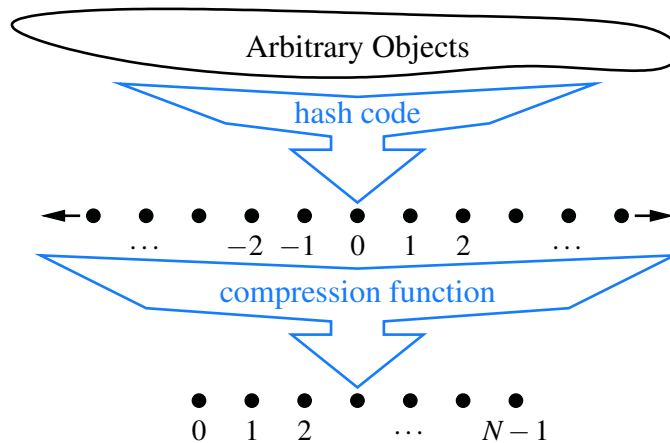 Arbitrary Objects
hash code
⋯ −2 −1 0 1 2 ⋯
compression function
0 1 2 ⋯ N − 1